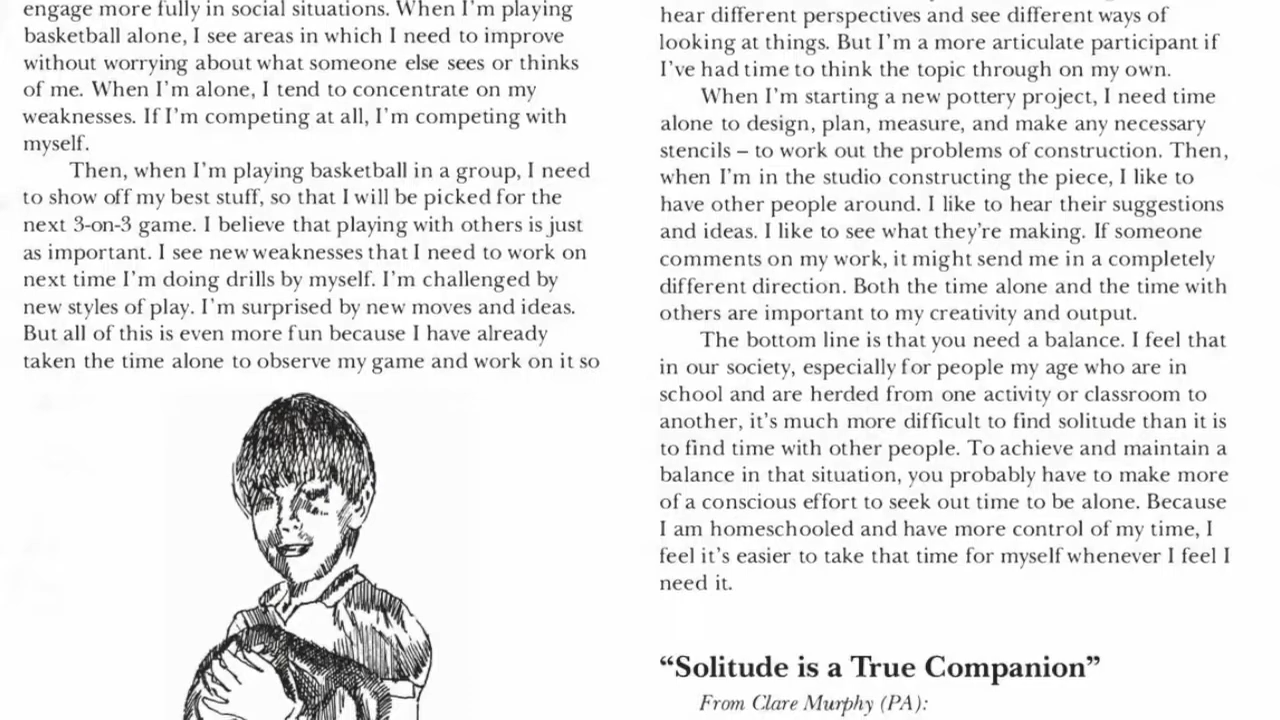 engage more fully in social situations. When I'm playing
basketball alone, I see areas in which I need to improve
without worrying about what someone else sees or thinks
of me. When I'm alone, I tend to concentrate on my
weaknesses. If I'm competing at all, I'm competing with
myself.
Then, when I'm playing basketball in a group, I need
to show off my best stuff, so that I will be picked for the
next 3-on-3 game. I believe that playing with others is just
as important. I see new weaknesses that I need to work on
next time I'm doing drills by myself. I'm challenged by
new styles of play. I'm surprised by new moves and ideas.
But all of this is even more fun because I have already
taken the time alone to observe my game and work on it so
hear different perspectives and see different ways of
looking at things. But I'm a more articulate participant if
I've had time to think the topic through on my own.
When I'm starting a new pottery project, I need time
alone to design, plan, measure, and make any necessary
stencils – to work out the problems of construction. Then,
when I'm in the studio constructing the piece, I like to
have other people around. I like to hear their suggestions
and ideas. I like to see what they're making. If someone
comments on my work, it might send me in a completely
different direction. Both the time alone and the time with
others are important to my creativity and output.
The bottom line is that you need a balance. I feel that
in our society, especially for people my age who are in
school and are herded from one activity or classroom to
another, it's much more difficult to find solitude than it is
to find time with other people. To achieve and maintain a
balance in that situation, you probably have to make more
of a conscious effort to seek out time to be alone. Because
I am homeschooled and have more control of my time, I
feel it's easier to take that time for myself whenever I feel I
need it.
“Solitude is a True Companion”
From Clare Murphy (PA):